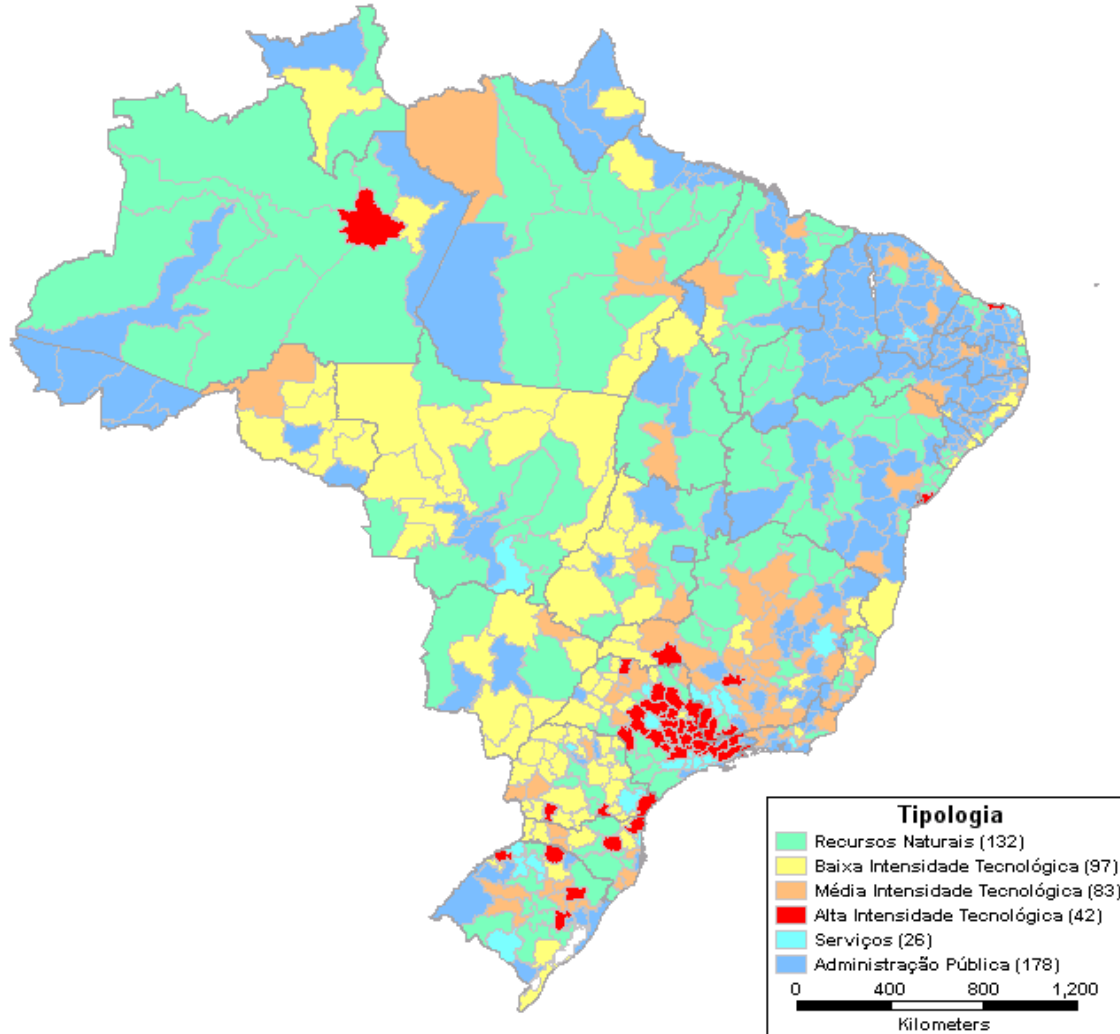 Tipologia
Recursos Naturais (132)
Baixa Intensidade Tecnológica (97)
Média Intensidade Tecnológica (83)
Alta Intensidade Tecnológica (42)
Serviços (26)
Administração Pública (178)
0 400 800 1,200
Kilometers